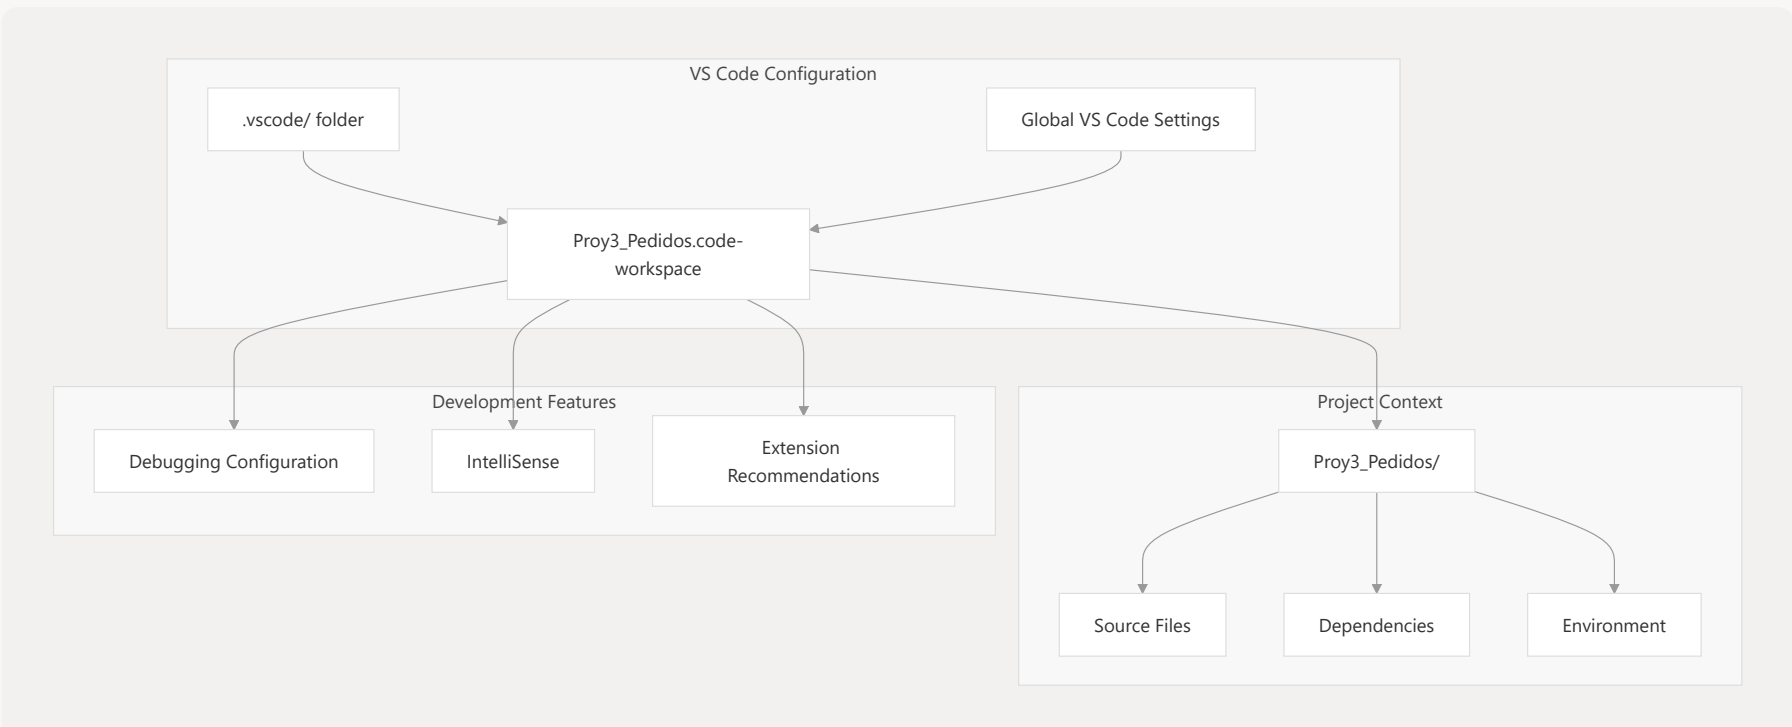 VS Code Configuration
.vscode/ folder
Global VS Code Settings
Proy3_Pedidos.code-
workspace
Development Features
Project Context
Debugging Configuration
IntelliSense
Extension
Recommendations
Proy3_Pedidos/
Source Files
Dependencies
Environment